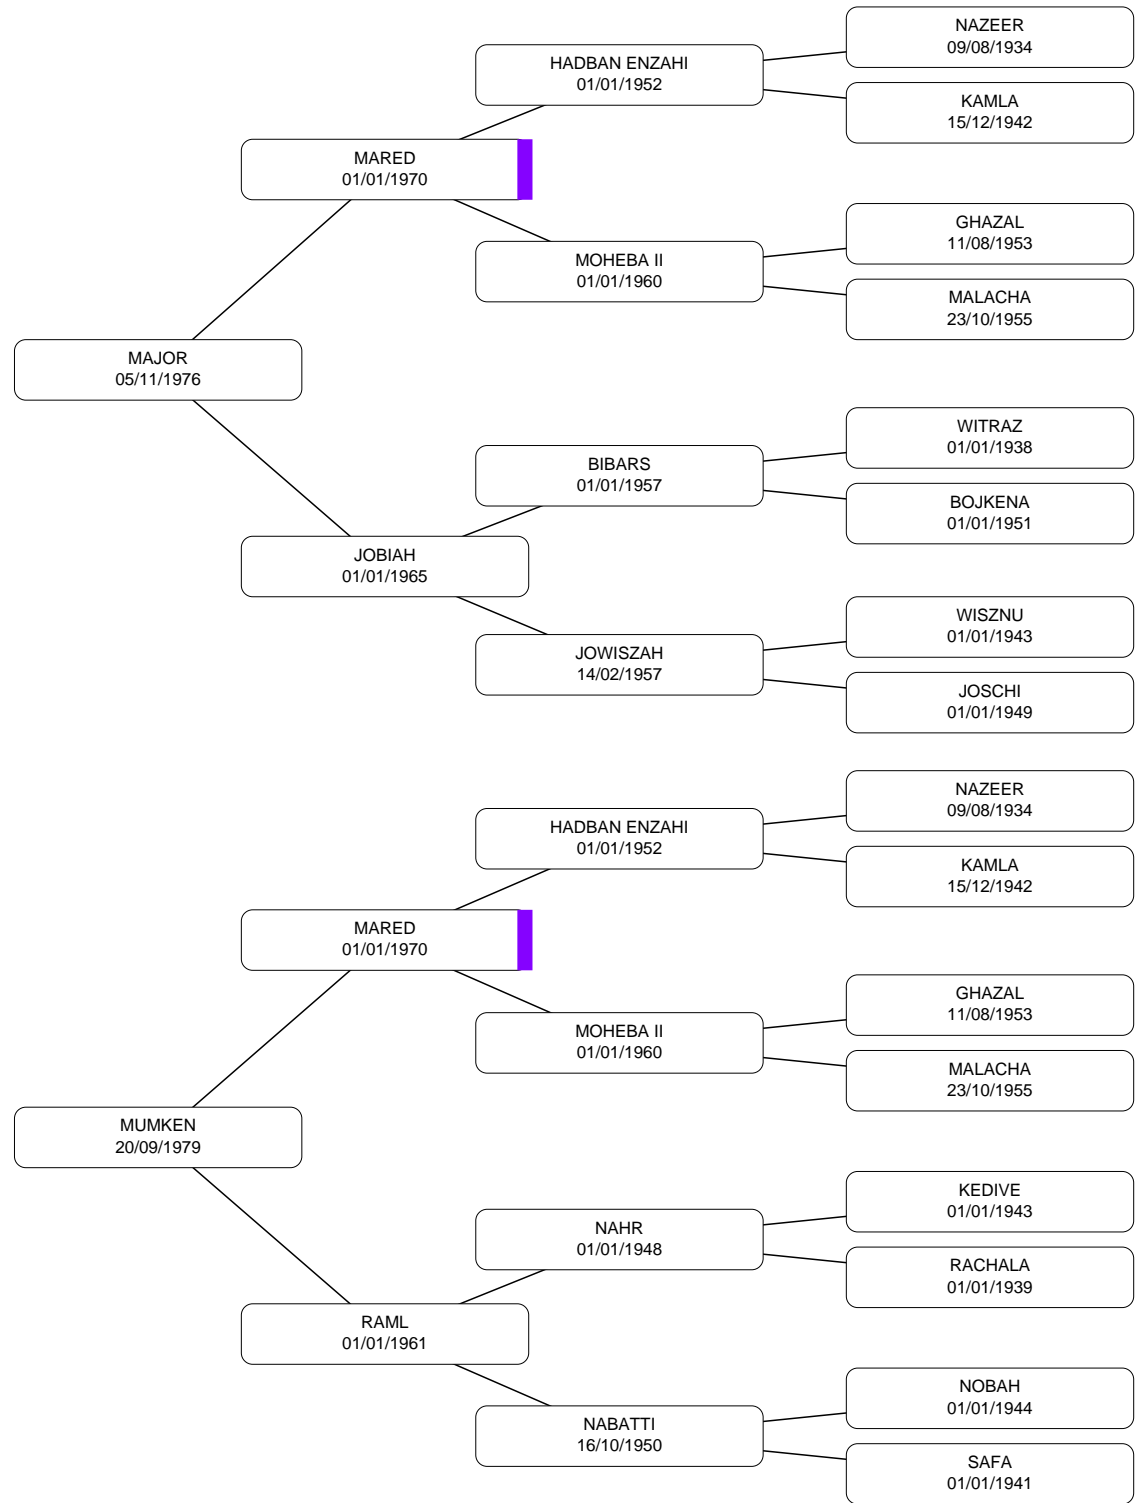 NAZEER
09/08/1934
HADBAN ENZAHI
01/01/1952
KAMLA
15/12/1942
MARED
01/01/1970
GHAZAL
11/08/1953
MOHEBA II
01/01/1960
MALACHA
23/10/1955
MAJOR
05/11/1976
WITRAZ
01/01/1938
BIBARS
01/01/1957
BOJKENA
01/01/1951
JOBIAH
01/01/1965
WISZNU
01/01/1943
JOWISZAH
14/02/1957
JOSCHI
01/01/1949
NAZEER
09/08/1934
HADBAN ENZAHI
01/01/1952
KAMLA
15/12/1942
MARED
01/01/1970
GHAZAL
11/08/1953
MOHEBA II
01/01/1960
MALACHA
23/10/1955
MUMKEN
20/09/1979
KEDIVE
01/01/1943
NAHR
01/01/1948
RACHALA
01/01/1939
RAML
01/01/1961
NOBAH
01/01/1944
NABATTI
16/10/1950
SAFA
01/01/1941